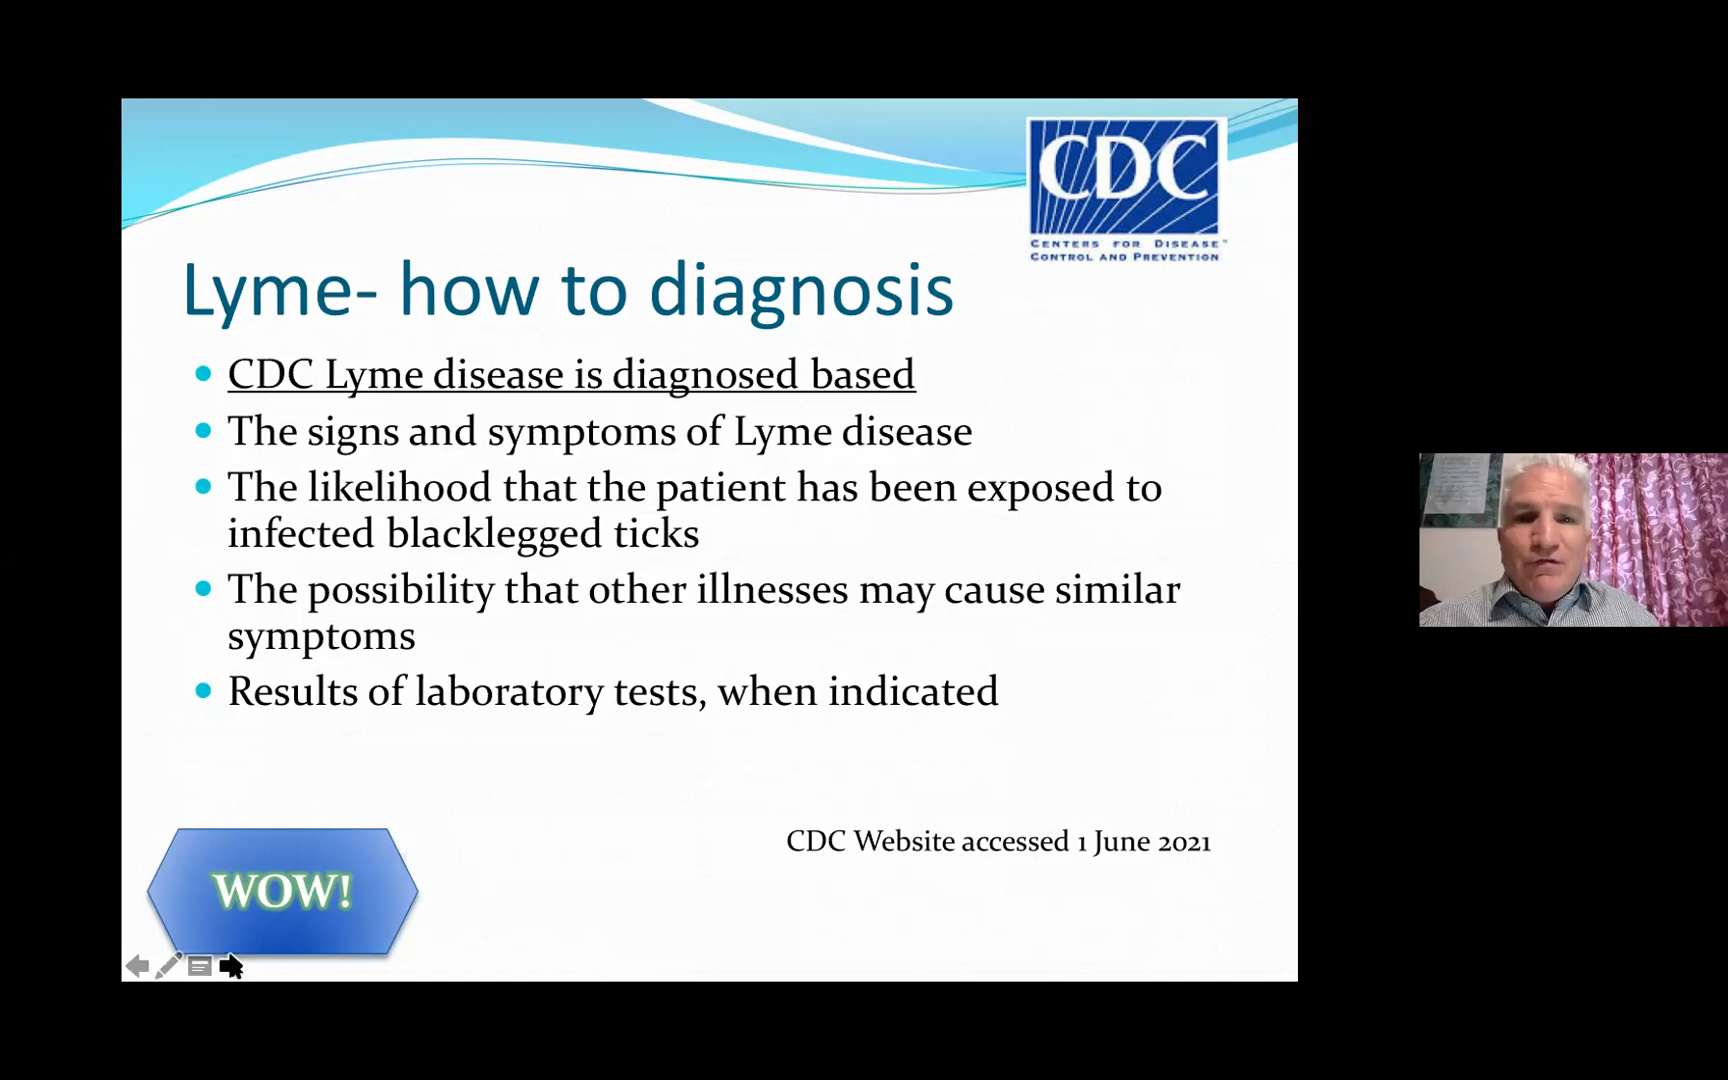 CDC
CENTERS FOR DISEASE™
CONTROL AND PREVENTION
Lyme- how to diagnosis
CDC Lyme disease is diagnosed based
The signs and symptoms of Lyme disease
The likelihood that the patient has been exposed to
infected blacklegged ticks
The possibility that other illnesses may cause similar
symptoms
Results of laboratory tests, when indicated
CDC Website accessed 1 June 2021
WOW!